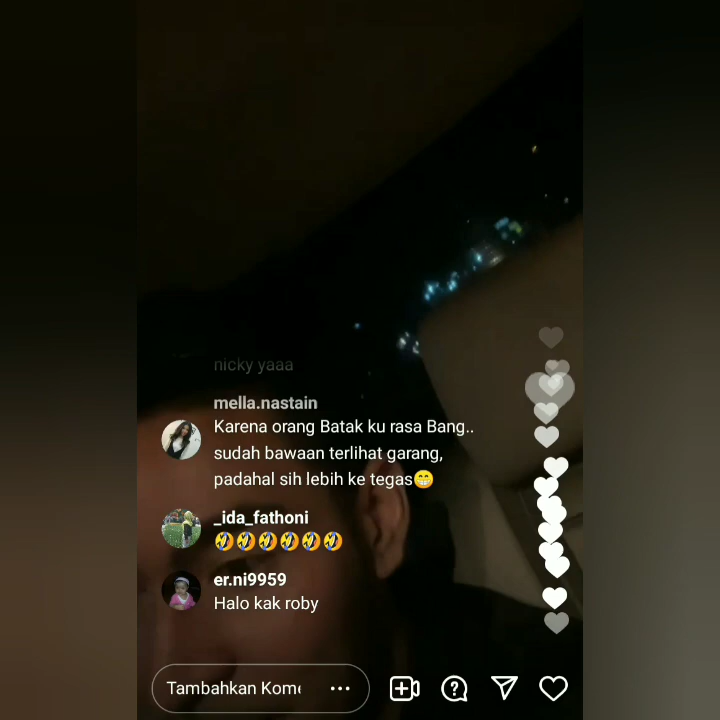 nicky yaaa
mella.nastain
Karena orang Batak ku rasa Bang..
sudah bawaan terlihat garang,
padahal sih lebih ke tegas😁
_ida_fathoni
🤣🤣🤣🤣🤣🤣
er.ni9959
Halo kak roby
Tambahkan Kome